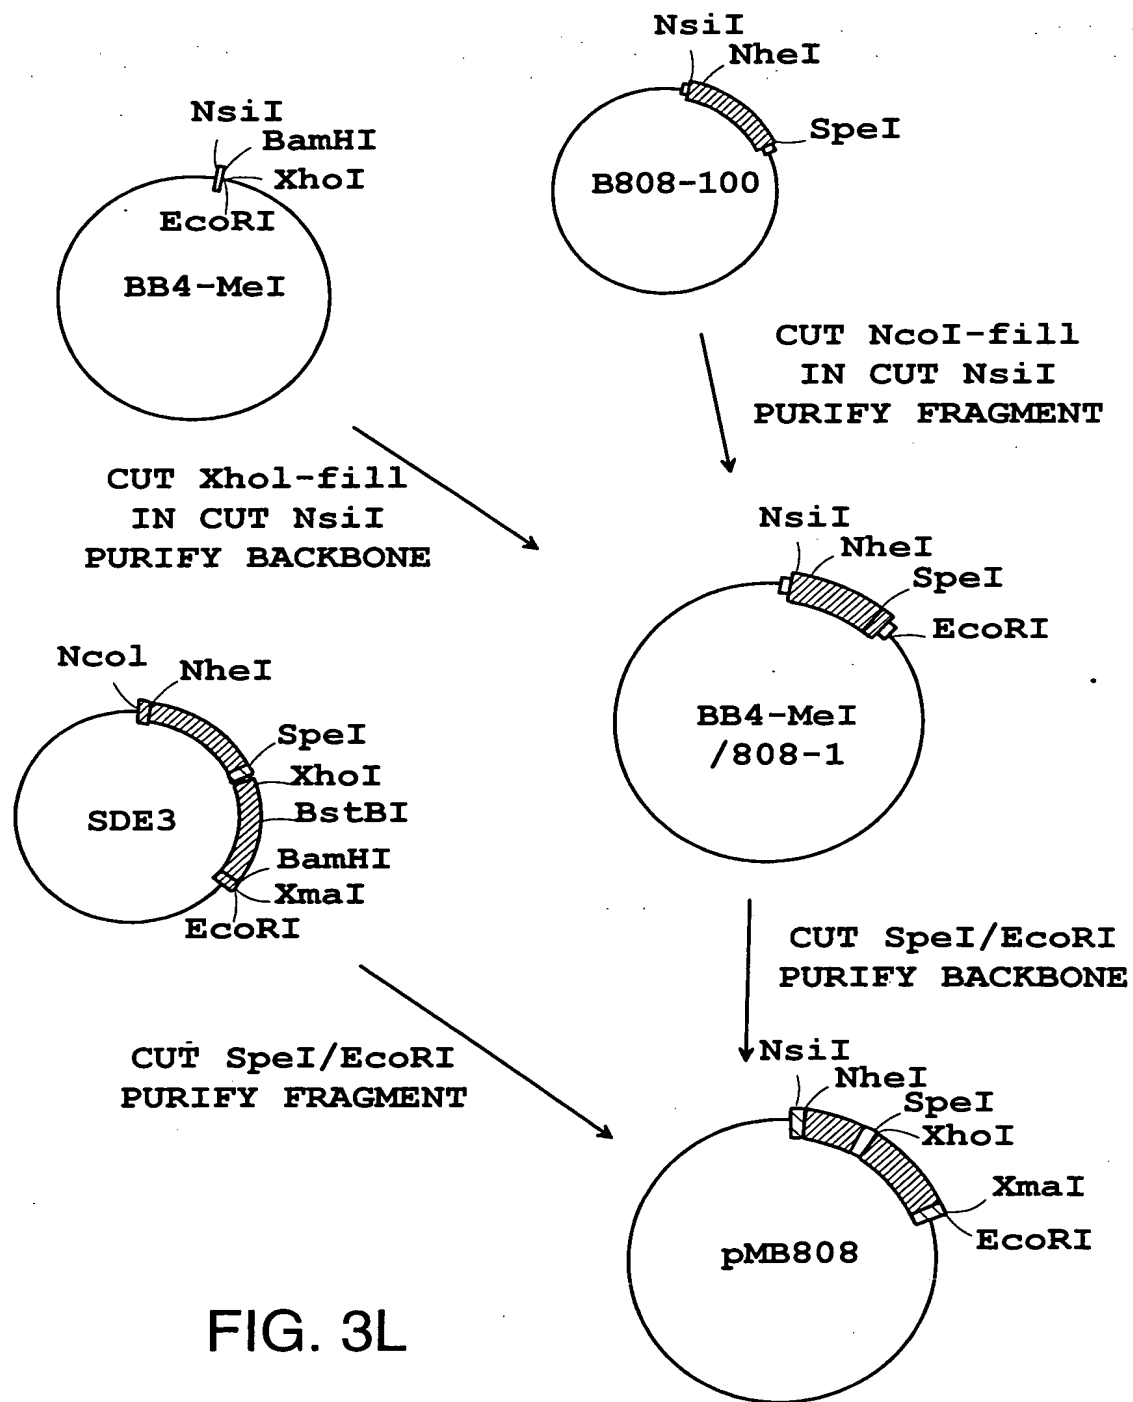 NsiI
NheI
SpeI
B808-100
NsiI
BamHI
XhoI
EcoRI
BB4-MeI
CUT NcoI-fill
IN CUT NsiI
PURIFY FRAGMENT
CUT Xhol-fill
IN CUT NsiI
PURIFY BACKBONE
NsiI
NheI
SpeI
EcoRI
BB4-MeI
/808-1
Ncol
NheI
SpeI
XhoI
BstBI
BamHI
XmaI
EcoRI
SDE3
CUT SpeI/EcoRI
PURIFY BACKBONE
CUT SpeI/EcoRI
PURIFY FRAGMENT
NsiI
NheI
SpeI
XhoI
XmaI
EcoRI
pMB808
FIG. 3L